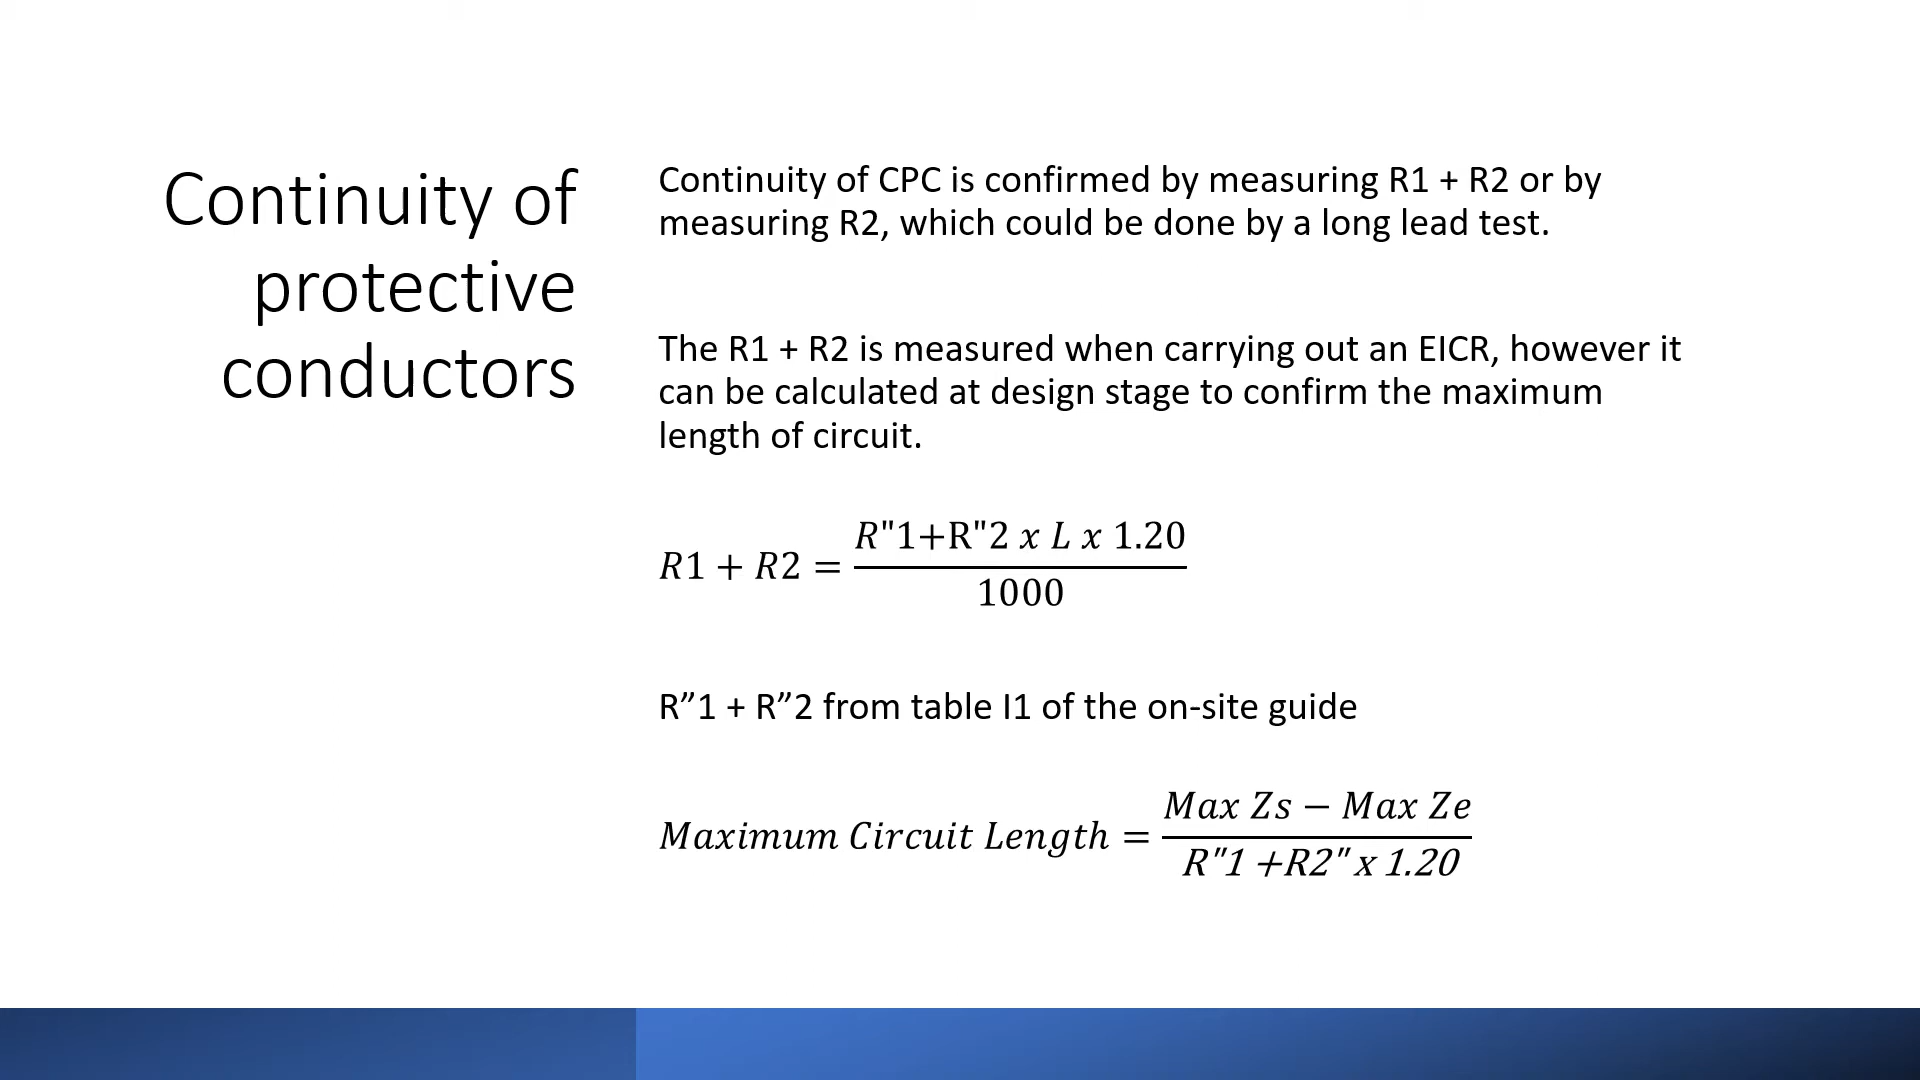 Continuity of
protective
conductors
Continuity of CPC is confirmed by measuring R1 + R2 or by
measuring R2, which could be done by a long lead test.
The R1 + R2 is measured when carrying out an EICR, however it
can be calculated at design stage to confirm the maximum
length of circuit.
R1 + R2 = R"1+R"2 x L x 1.20
1000
R”1 + R”2 from table I1 of the on-site guide
Maximum Circuit Length = Max Zs − Max Ze
R"1 +R2" x 1.20